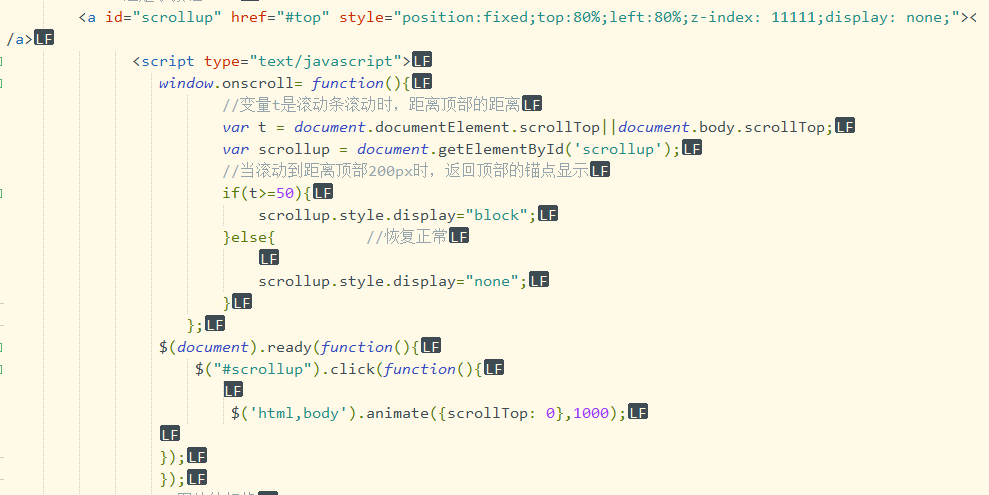 <a id="scrollup" href="#top" style="position:fixed;top:80%;left:80%;z-index: 11111;display: none;"><
/a>LF
<script type="text/javascript">LF
window.onscroll= function(){LF
//变量t是滚动条滚动时，距离顶部的距离LF
var t = document.documentElement.scrollTop||document.body.scrollTop;LF
var scrollup = document.getElementById('scrollup');LF
//当滚动到距离顶部200px时，返回顶部的锚点显示LF
if(t>=50){LF
scrollup.style.display="block";LF
}else{ //恢复正常LF
LF
scrollup.style.display="none";LF
}LF
};LF
$(document).ready(function(){LF
$("#scrollup").click(function(){LF
LF
$('html,body').animate({scrollTop: 0},1000);LF
LF
});LF
});LF